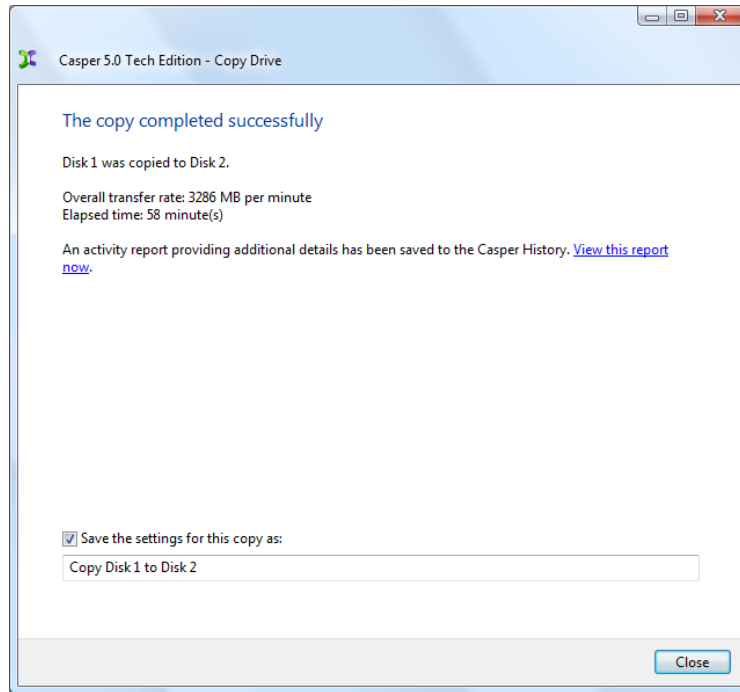 Casper 5.0 Tech Edition - Copy Drive
The copy completed successfully
Disk 1 was copied to Disk 2.
Overall transfer rate: 3286 MB per minute
Elapsed time: 58 minute(s)
An activity report providing additional details has been saved to the Casper History. View this report
now.
Save the settings for this copy as:
Copy Disk 1 to Disk 2
Close